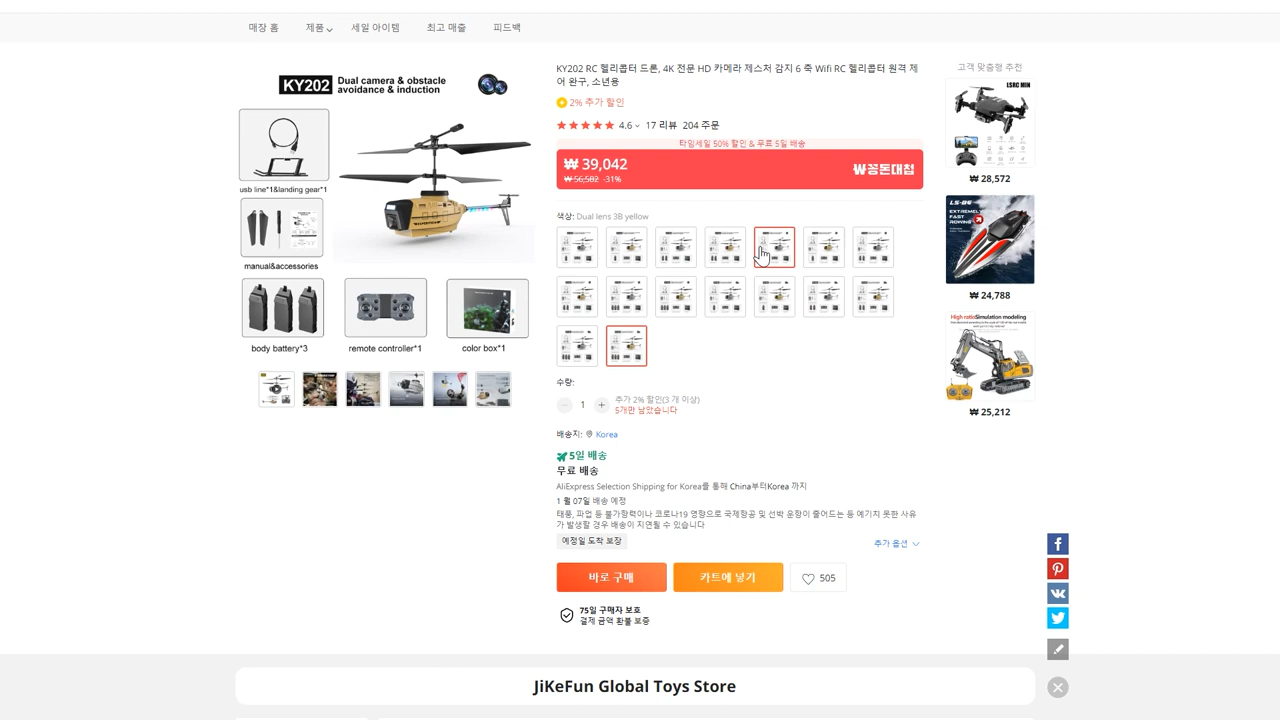 매장 홈
제품
세일 아이템
최고 매출
피드백
KY202
Dual camera & obstacle
avoidance & induction
usb line*1&landing gear*1
manual&accessories
body battery*3
remote controller*1
color box*1
KY202 RC 헬리콥터 드론, 4K 전문 HD 카메라 제스처 감지 6 축 Wifi RC 헬리콥터 원격 제
어 완구, 소년용
2% 추가 할인
4.6 17 리뷰 204 주문
타임세일 50% 할인 & 무료 5일 배송
₩ 39,042
₩ 56,582 -31%
₩꽁돈대첩
색상: Dual lens 3B yellow
수량:
1
추가 2% 할인(3 개 이상)
5개만 남았습니다
배송지: Korea
5일 배송
무료 배송
AliExpress Selection Shipping for Korea를 통해 China부터Korea 까지
1 월 07일 배송 예정
태풍, 파업 등 불가항력이나 코로나19 영향으로 국제항공 및 선박 운항이 줄어드는 등 예기치 못한 사유
가 발생할 경우 배송이 지연될 수 있습니다
예정일 도착 보장
추가 옵션
바로 구매
카트에 넣기
505
75일 구매자 보호
결제 금액 환불 보증
고객 맞춤형 추천
LSRC MINI
₩ 28,572
LS-06
EXTREMELY
FAST
ROWING
₩ 24,788
High ratioSimulation modeling
₩ 25,212
JiKeFun Global Toys Store